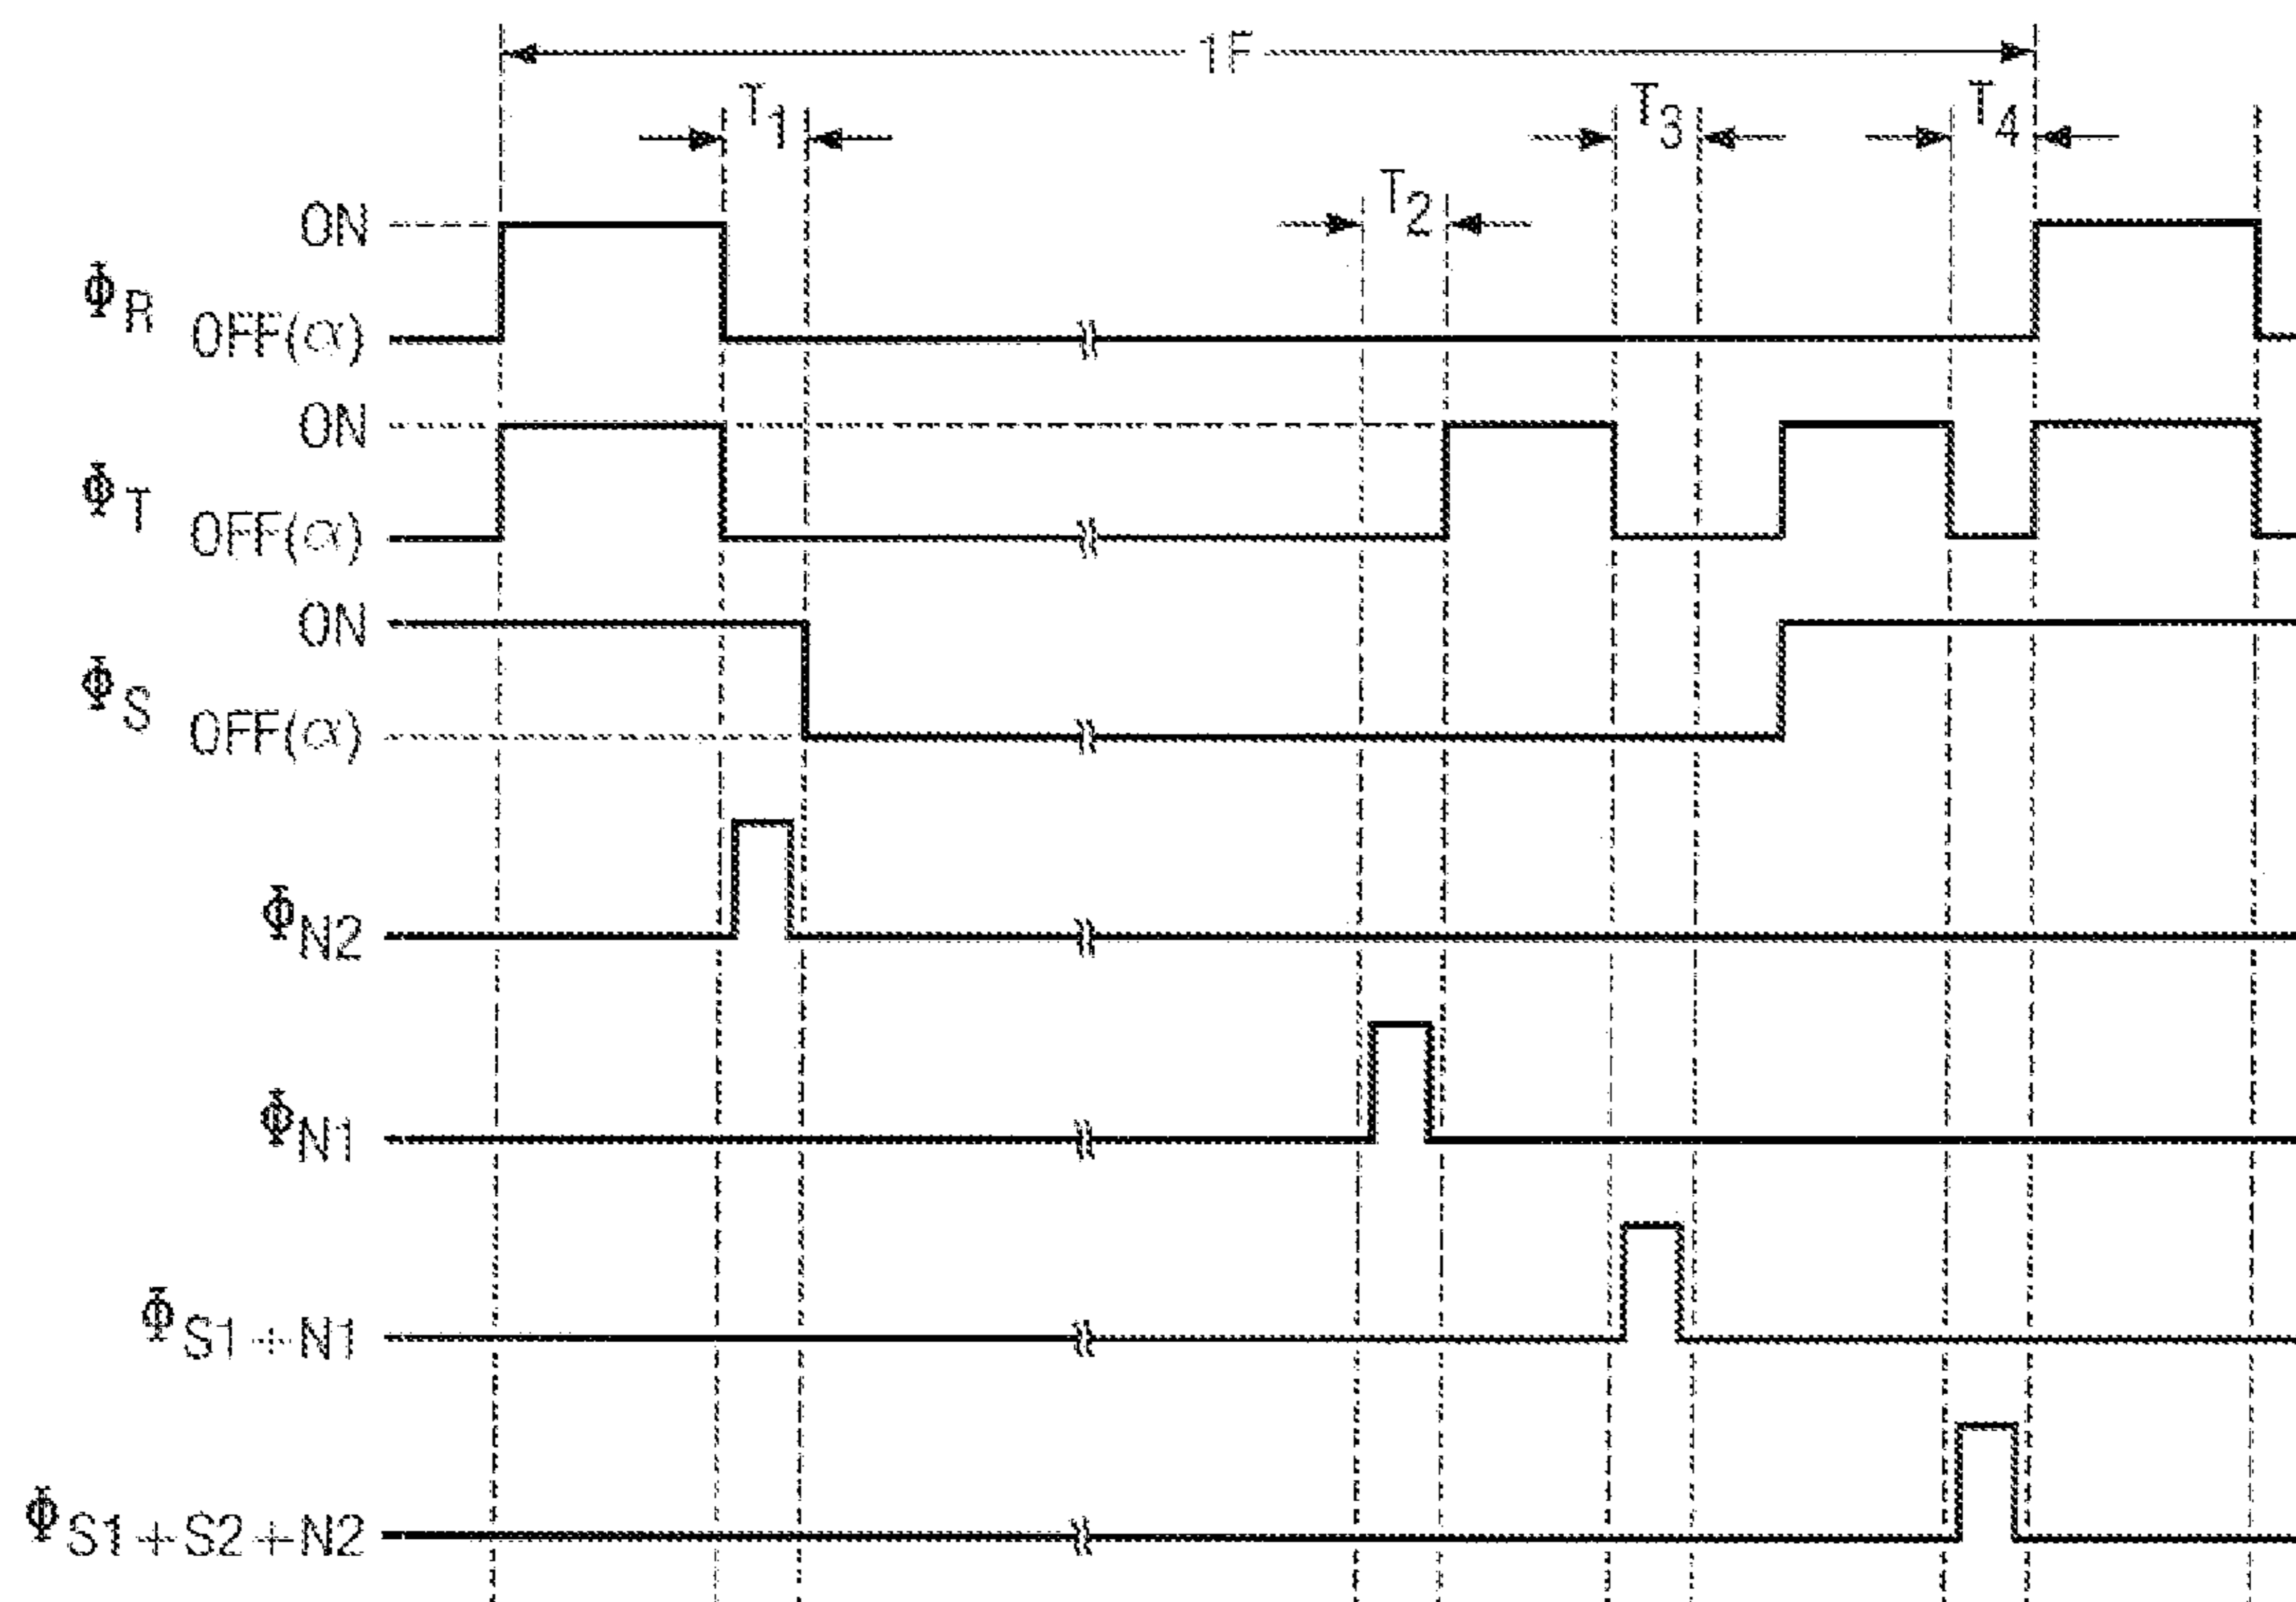 1F
T1
T3
T4
T2
ON
ΦR
OFF(α)
ON
ΦT
OFF(α)
ON
ΦS
OFF(α)
ΦN2
ΦN1
ΦS1+N1
ΦS1+S2+N2